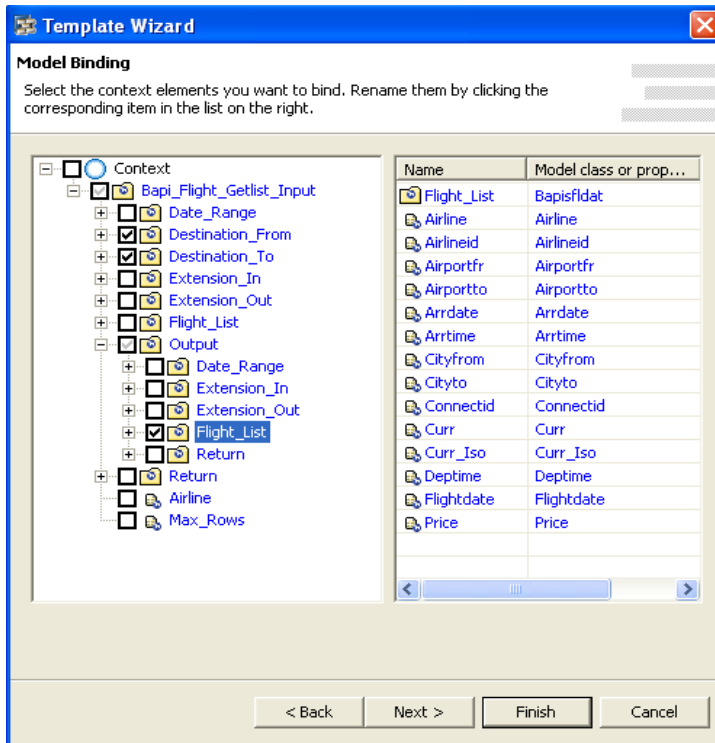 Template Wizard
Model Binding
Select the context elements you want to bind. Rename them by clicking the
corresponding item in the list on the right.
Context
Bapi_Flight_Getlist_Input
Date_Range
Destination_From
Destination_To
Extension_In
Extension_Out
Flight_List
Output
Date_Range
Extension_In
Extension_Out
Flight_List
Return
Return
Airline
Max_Rows
Name Model class or prop...
Flight_List Bapisfldat
Airline Airline
Airlineid Airlineid
Airportfr Airportfr
Airportto Airportto
Arrdate Arrdate
Arrtime Arrtime
Cityfrom Cityfrom
Cityto Cityto
Connectid Connectid
Curr Curr
Curr_Iso Curr_Iso
Deptime Deptime
Flightdate Flightdate
Price Price
< Back Next > Finish Cancel